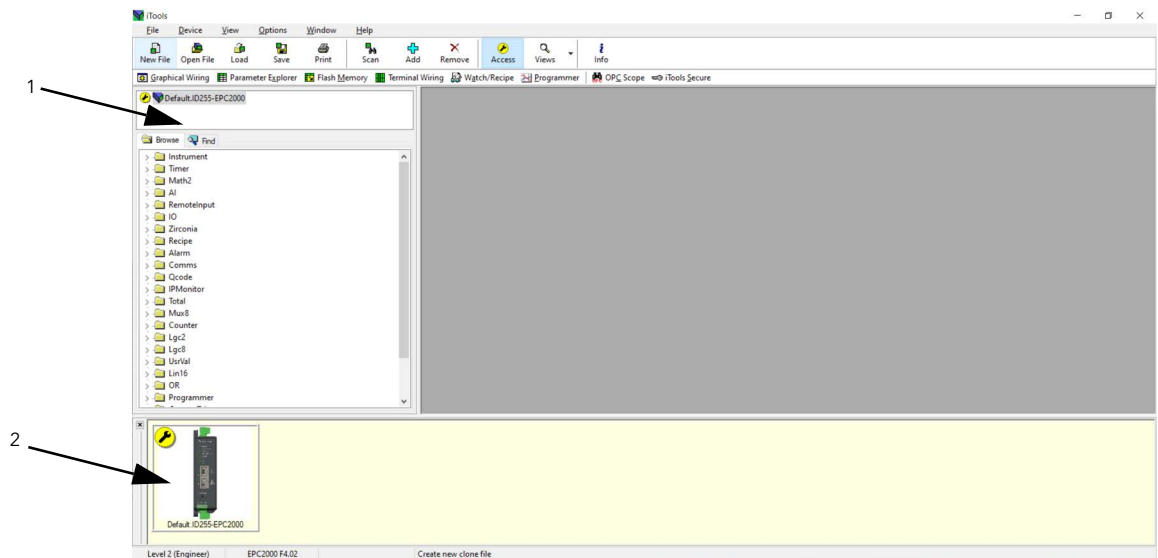 iTools
File Device View Options Window Help
New File Open File Load Save Print Scan Add Remove Access Views Info
Graphical Wiring Parameter Explorer Flash Memory Terminal Wiring Watch/Recipe Programmer OPC Scope iTools Secure
1
Default.ID255-EPC2000
Browse Find
Instrument
Timer
Math2
AI
RemoteInput
IO
Zirconia
Recipe
Alarm
Comms
Qcode
IPMonitor
Total
Mux8
Counter
Lgc2
Lgc8
UsrVal
Lin16
OR
Programmer
2
Default.ID255-EPC2000
Level 2 (Engineer) EPC2000 F4.02 Create new clone file